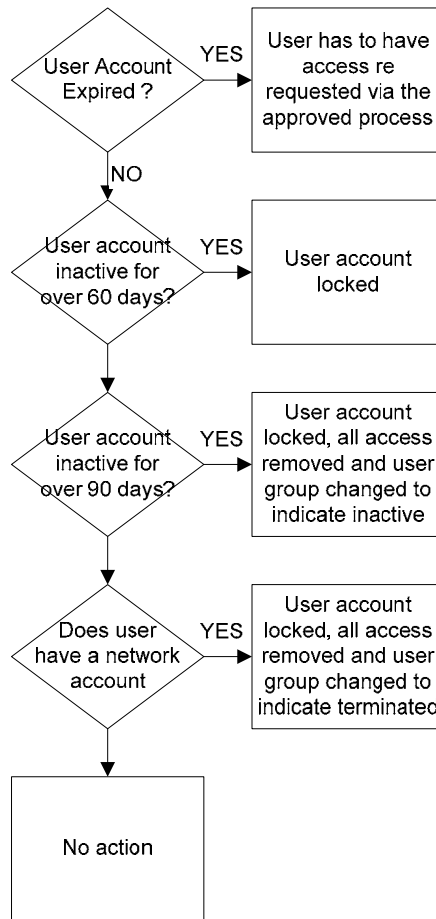 User Account
Expired ?
YES
User has to have
access re
requested via the
approved process
NO
User account
inactive for
over 60 days?
YES
User account
locked
User account
inactive for
over 90 days?
YES
User account
locked, all access
removed and user
group changed to
indicate inactive
Does user
have a network
account
YES
User account
locked, all access
removed and user
group changed to
indicate terminated
No action